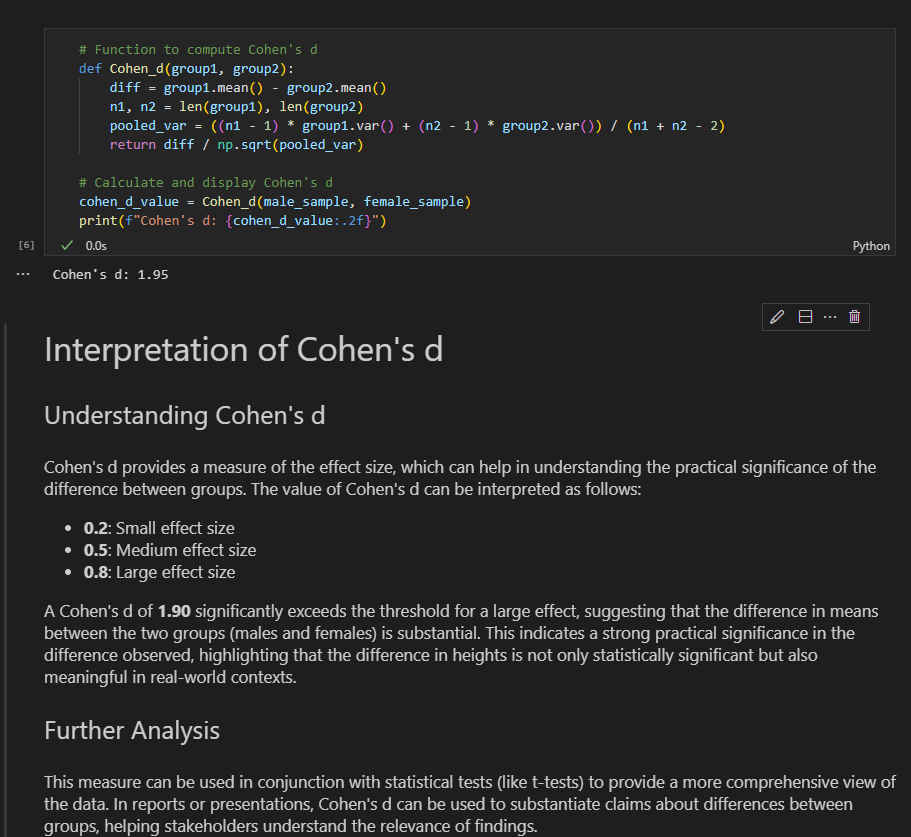 # Function to compute Cohen's d
def Cohen_d(group1, group2):
diff = group1.mean() - group2.mean()
n1, n2 = len(group1), len(group2)
pooled_var = ((n1 - 1) * group1.var() + (n2 - 1) * group2.var()) / (n1 + n2 - 2)
return diff / np.sqrt(pooled_var)
# Calculate and display Cohen's d
cohen_d_value = Cohen_d(male_sample, female_sample)
print(f"Cohen's d: {cohen_d_value:.2f}")
[6] 0.0s Python
Cohen's d: 1.95
Interpretation of Cohen's d
Understanding Cohen's d
Cohen's d provides a measure of the effect size, which can help in understanding the practical significance of the
difference between groups. The value of Cohen's d can be interpreted as follows:
• 0.2: Small effect size
• 0.5: Medium effect size
• 0.8: Large effect size
A Cohen's d of 1.90 significantly exceeds the threshold for a large effect, suggesting that the difference in means
between the two groups (males and females) is substantial. This indicates a strong practical significance in the
difference observed, highlighting that the difference in heights is not only statistically significant but also
meaningful in real-world contexts.
Further Analysis
This measure can be used in conjunction with statistical tests (like t-tests) to provide a more comprehensive view of
the data. In reports or presentations, Cohen's d can be used to substantiate claims about differences between
groups, helping stakeholders understand the relevance of findings.